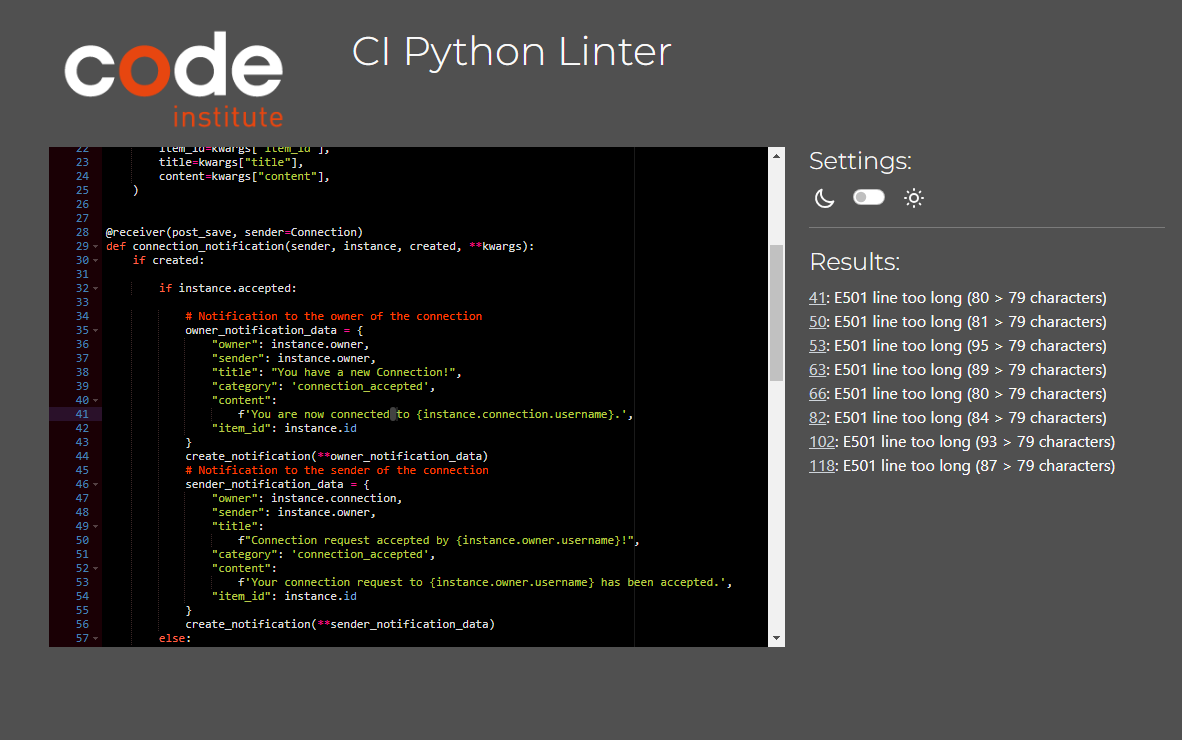 code
institute
CI Python Linter
22 item_id=kwargs["item_id"],
23 title=kwargs["title"],
24 content=kwargs["content"],
25 )
26
27
28 @receiver(post_save, sender=Connection)
29 def connection_notification(sender, instance, created, **kwargs):
30 if created:
31
32 if instance.accepted:
33
34 # Notification to the owner of the connection
35 owner_notification_data = {
36 "owner": instance.owner,
37 "sender": instance.owner,
38 "title": "You have a new Connection!",
39 "category": 'connection_accepted',
40 "content":
41 f'You are now connected to {instance.connection.username}.',
42 "item_id": instance.id
43 }
44 create_notification(**owner_notification_data)
45 # Notification to the sender of the connection
46 sender_notification_data = {
47 "owner": instance.connection,
48 "sender": instance.owner,
49 "title":
50 f"Connection request accepted by {instance.owner.username}!",
51 "category": 'connection_accepted',
52 "content":
53 f'Your connection request to {instance.owner.username} has been accepted.',
54 "item_id": instance.id
55 }
56 create_notification(**sender_notification_data)
57 else:
Settings:
Results:
41: E501 line too long (80 > 79 characters)
50: E501 line too long (81 > 79 characters)
53: E501 line too long (95 > 79 characters)
63: E501 line too long (89 > 79 characters)
66: E501 line too long (80 > 79 characters)
82: E501 line too long (84 > 79 characters)
102: E501 line too long (93 > 79 characters)
118: E501 line too long (87 > 79 characters)